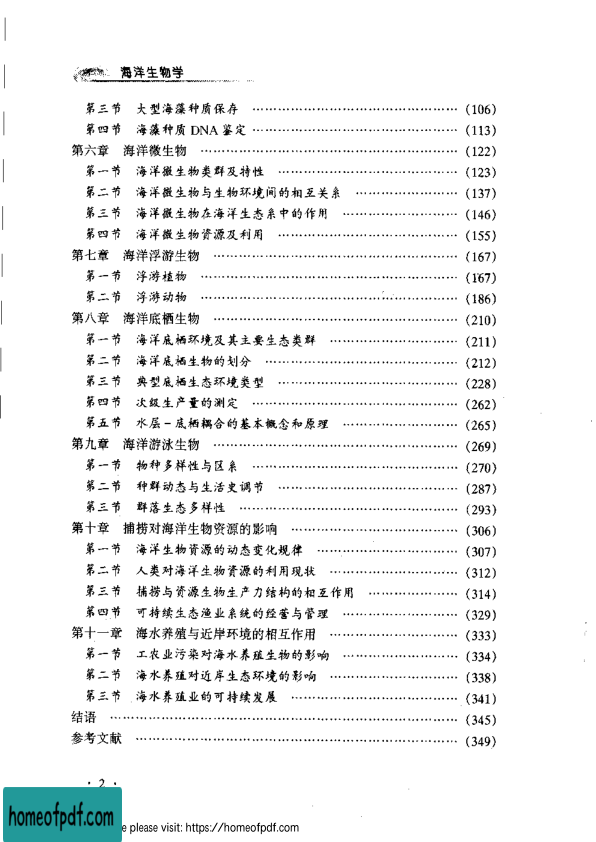 海洋生物学
第三节 大型海藻种质保存 …… (106)
第四节 海藻种质 DNA 鉴定 …… (113)
第六章 海洋微生物 …… (122)
第一节 海洋微生物类群及特性 …… (123)
第二节 海洋微生物与生物环境间的相互关系 …… (137)
第三节 海洋微生物在海洋生态系中的作用 …… (146)
第四节 海洋微生物资源及利用 …… (155)
第七章 海洋浮游生物 …… (167)
第一节 浮游植物 …… (167)
第二节 浮游动物 …… (186)
第八章 海洋底栖生物 …… (210)
第一节 海洋底栖环境及其主要生态类群 …… (211)
第二节 海洋底栖生物的划分 …… (212)
第三节 典型底栖生态环境类型 …… (228)
第四节 次级生产量的测定 …… (262)
第五节 水层-底栖耦合的基本概念和原理 …… (265)
第九章 海洋游泳生物 …… (269)
第一节 物种多样性与区系 …… (270)
第二节 种群动态与生活史调节 …… (287)
第三节 群落生态多样性 …… (293)
第十章 捕捞对海洋生物资源的影响 …… (306)
第一节 海洋生物资源的动态变化规律 …… (307)
第二节 人类对海洋生物资源的利用现状 …… (312)
第三节 捕捞与资源生物生产力结构的相互作用 …… (314)
第四节 可持续生态渔业系统的经营与管理 …… (329)
第十一章 海水养殖与近岸环境的相互作用 …… (333)
第一节 工农业污染对海水养殖生物的影响 …… (334)
第二节 海水养殖对近岸生态环境的影响 …… (338)
第三节 海水养殖业的可持续发展 …… (341)
结语 …… (345)
参考文献 …… (349)
· 2 ·
homeofpdf.com
please visit: https://homeofpdf.com